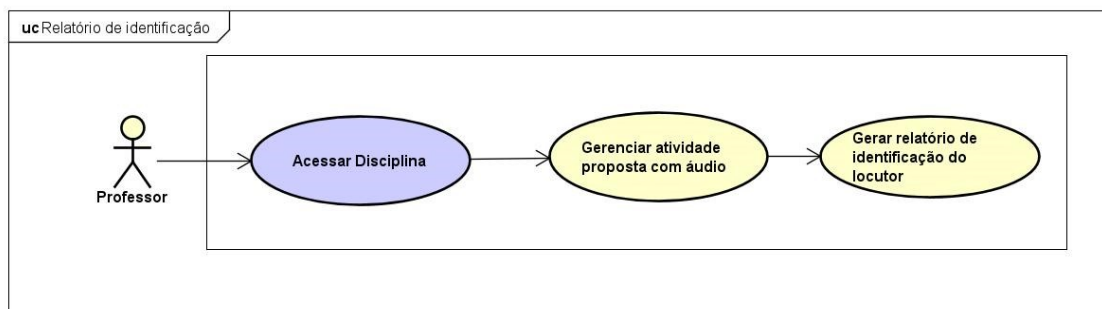 uc Relatório de identificação
Professor
Acessar Disciplina
Gerenciar atividade
proposta com áudio
Gerar relatório de
identificação do
locutor